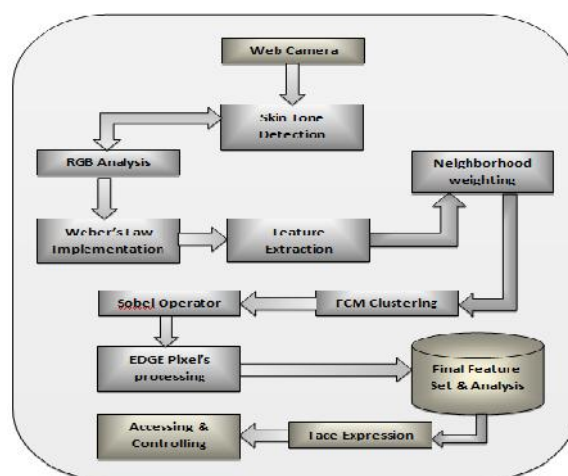 Web Camera
Skin Tone
Detection
RGB Analysis
Neighborhood
weighting
Weber's Law
Implementation
Feature
Extraction
Sobel Operator
FCM Clustering
EDGE Pixel's
processing
Final Feature
Set & Analysis
Accessing &
Controlling
Face Expression